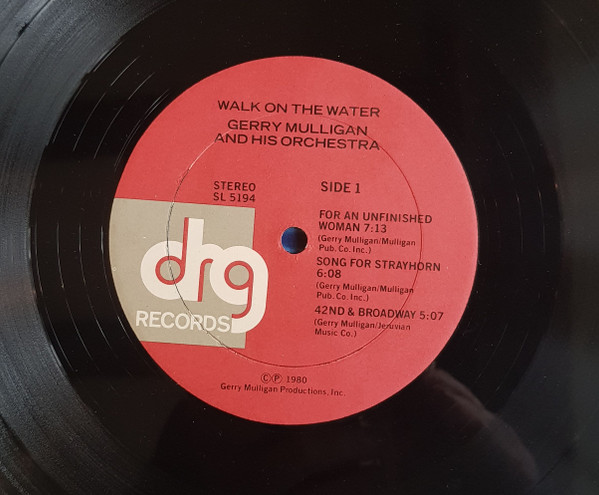 WALK ON THE WATER
GERRY MULLIGAN
AND HIS ORCHESTRA
STEREO
SL 5194
SIDE 1
FOR AN UNFINISHED
WOMAN 7:13
(Gerry Mulligan/Mulligan
Pub. Co. Inc.)
SONG FOR STRAYHORN
6:08
(Gerry Mulligan/Mulligan
Pub. Co. Inc.)
42ND & BROADWAY 5:07
(Gerry Mulligan/Jeruvian
Music Co.)
drg
RECORDS
©℗ 1980
Gerry Mulligan Productions, Inc.